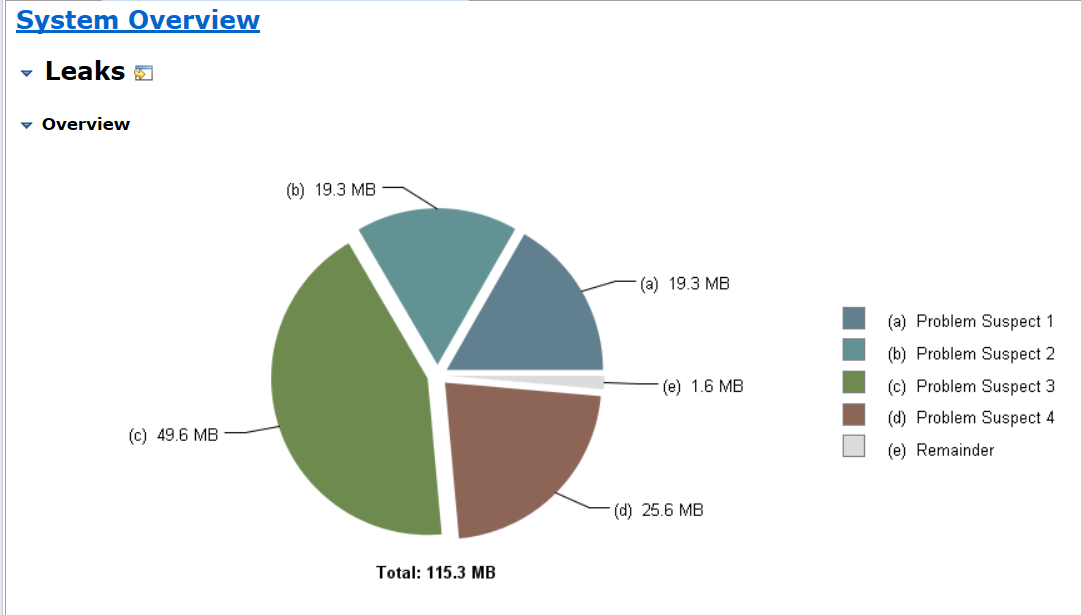 System Overview
Leaks
Overview
(b) 19.3 MB
(a) 19.3 MB
(e) 1.6 MB
(c) 49.6 MB
(d) 25.6 MB
Total: 115.3 MB
(a) Problem Suspect 1
(b) Problem Suspect 2
(c) Problem Suspect 3
(d) Problem Suspect 4
(e) Remainder